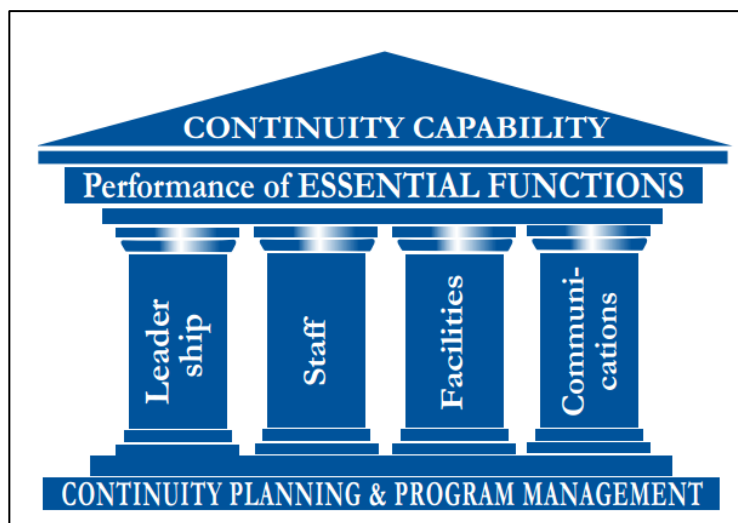 CONTINUITY CAPABILITY
Performance of ESSENTIAL FUNCTIONS
Leader
ship
Staff
Facilities
Communi-
cations
CONTINUITY PLANNING & PROGRAM MANAGEMENT